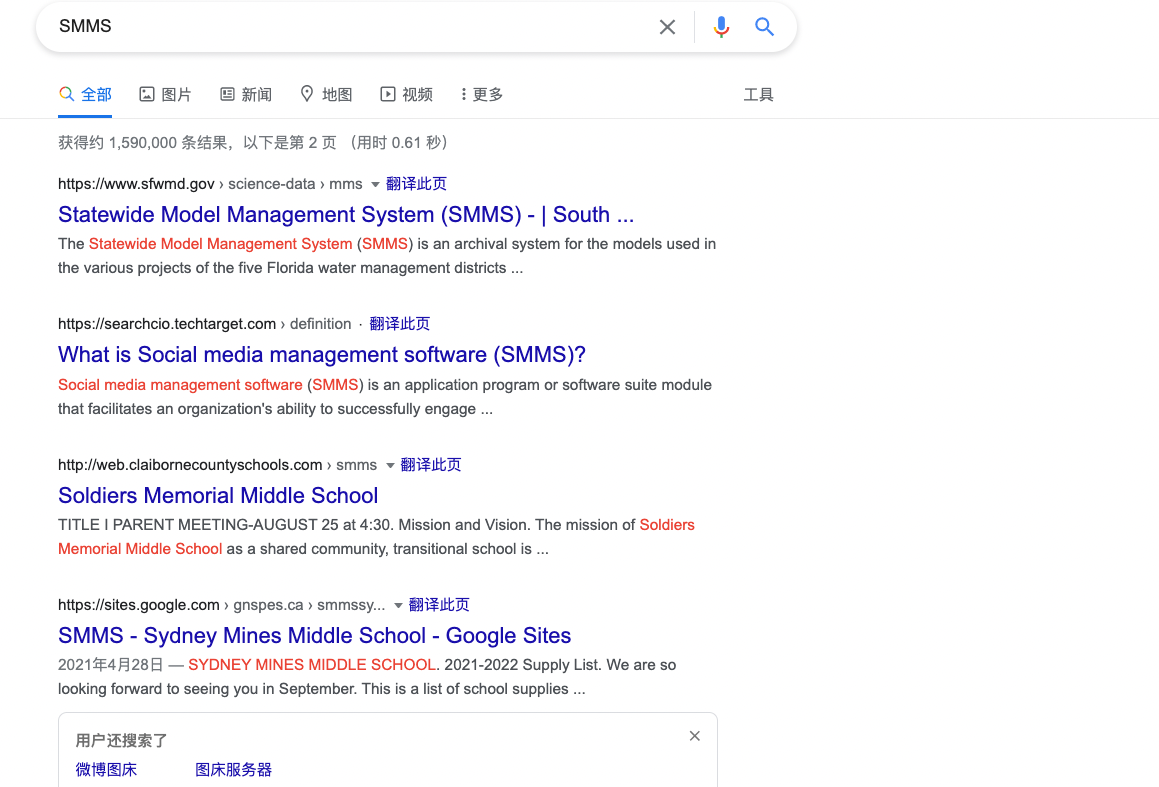 SMMS
全部 图片 新闻 地图 视频 更多 工具
获得约 1,590,000 条结果，以下是第 2 页 （用时 0.61 秒）
https://www.sfwmd.gov › science-data › mms 翻译此页
Statewide Model Management System (SMMS) - | South ...
The Statewide Model Management System (SMMS) is an archival system for the models used in
the various projects of the five Florida water management districts ...
https://searchcio.techtarget.com › definition · 翻译此页
What is Social media management software (SMMS)?
Social media management software (SMMS) is an application program or software suite module
that facilitates an organization's ability to successfully engage ...
http://web.claibornecountyschools.com › smms 翻译此页
Soldiers Memorial Middle School
TITLE I PARENT MEETING-AUGUST 25 at 4:30. Mission and Vision. The mission of Soldiers
Memorial Middle School as a shared community, transitional school is ...
https://sites.google.com › gnspes.ca › smmssy... 翻译此页
SMMS - Sydney Mines Middle School - Google Sites
2021年4月28日 — SYDNEY MINES MIDDLE SCHOOL. 2021-2022 Supply List. We are so
looking forward to seeing you in September. This is a list of school supplies ...
用户还搜索了
微博图床 图床服务器